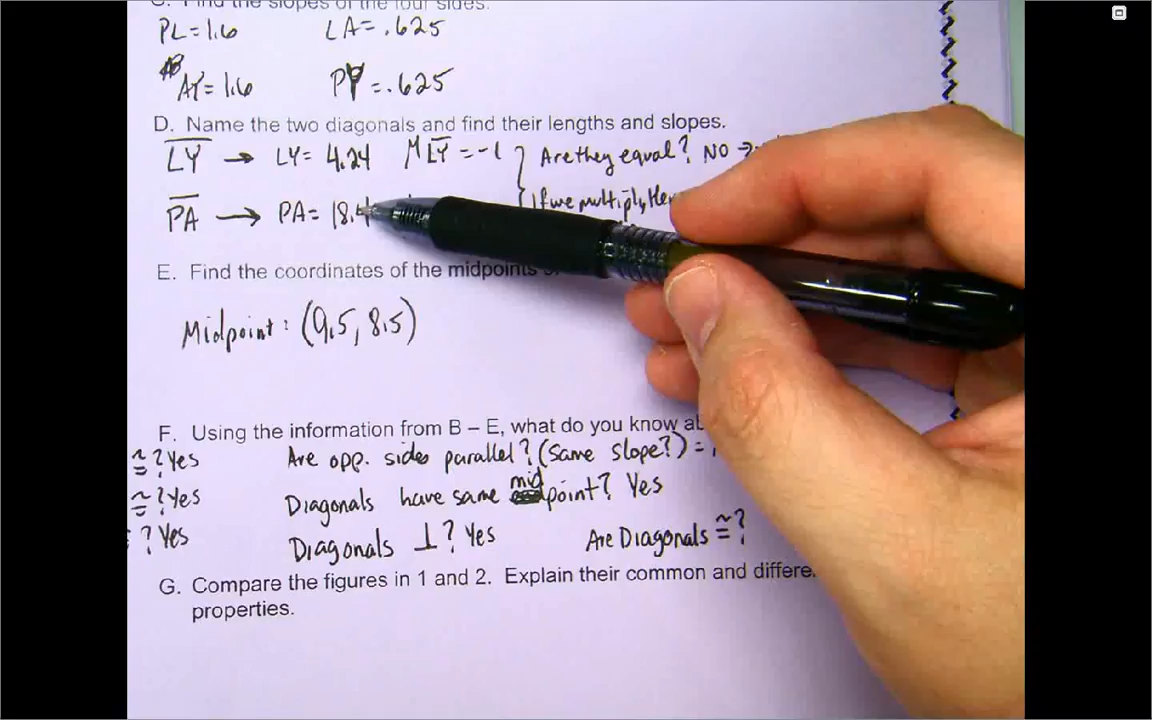 C. Find the slopes of the four sides.
PL = 1.6 LA = .625
AY = 1.6 PY = .625
D. Name the two diagonals and find their lengths and slopes.
LY → LY = 4.24 MLY = -1 Are they equal? NO →
PA → PA = 18.4 If we multiply
E. Find the coordinates of the midpoints
Midpoint: (9.5, 8.5)
F. Using the information from B – E, what do you know
≅? Yes Are opp. sides parallel? (Same slope?) =
≅? Yes Diagonals have same midpoint? Yes
? Yes Diagonals ⊥? Yes Are Diagonals ≅?
G. Compare the figures in 1 and 2. Explain their common and
properties.